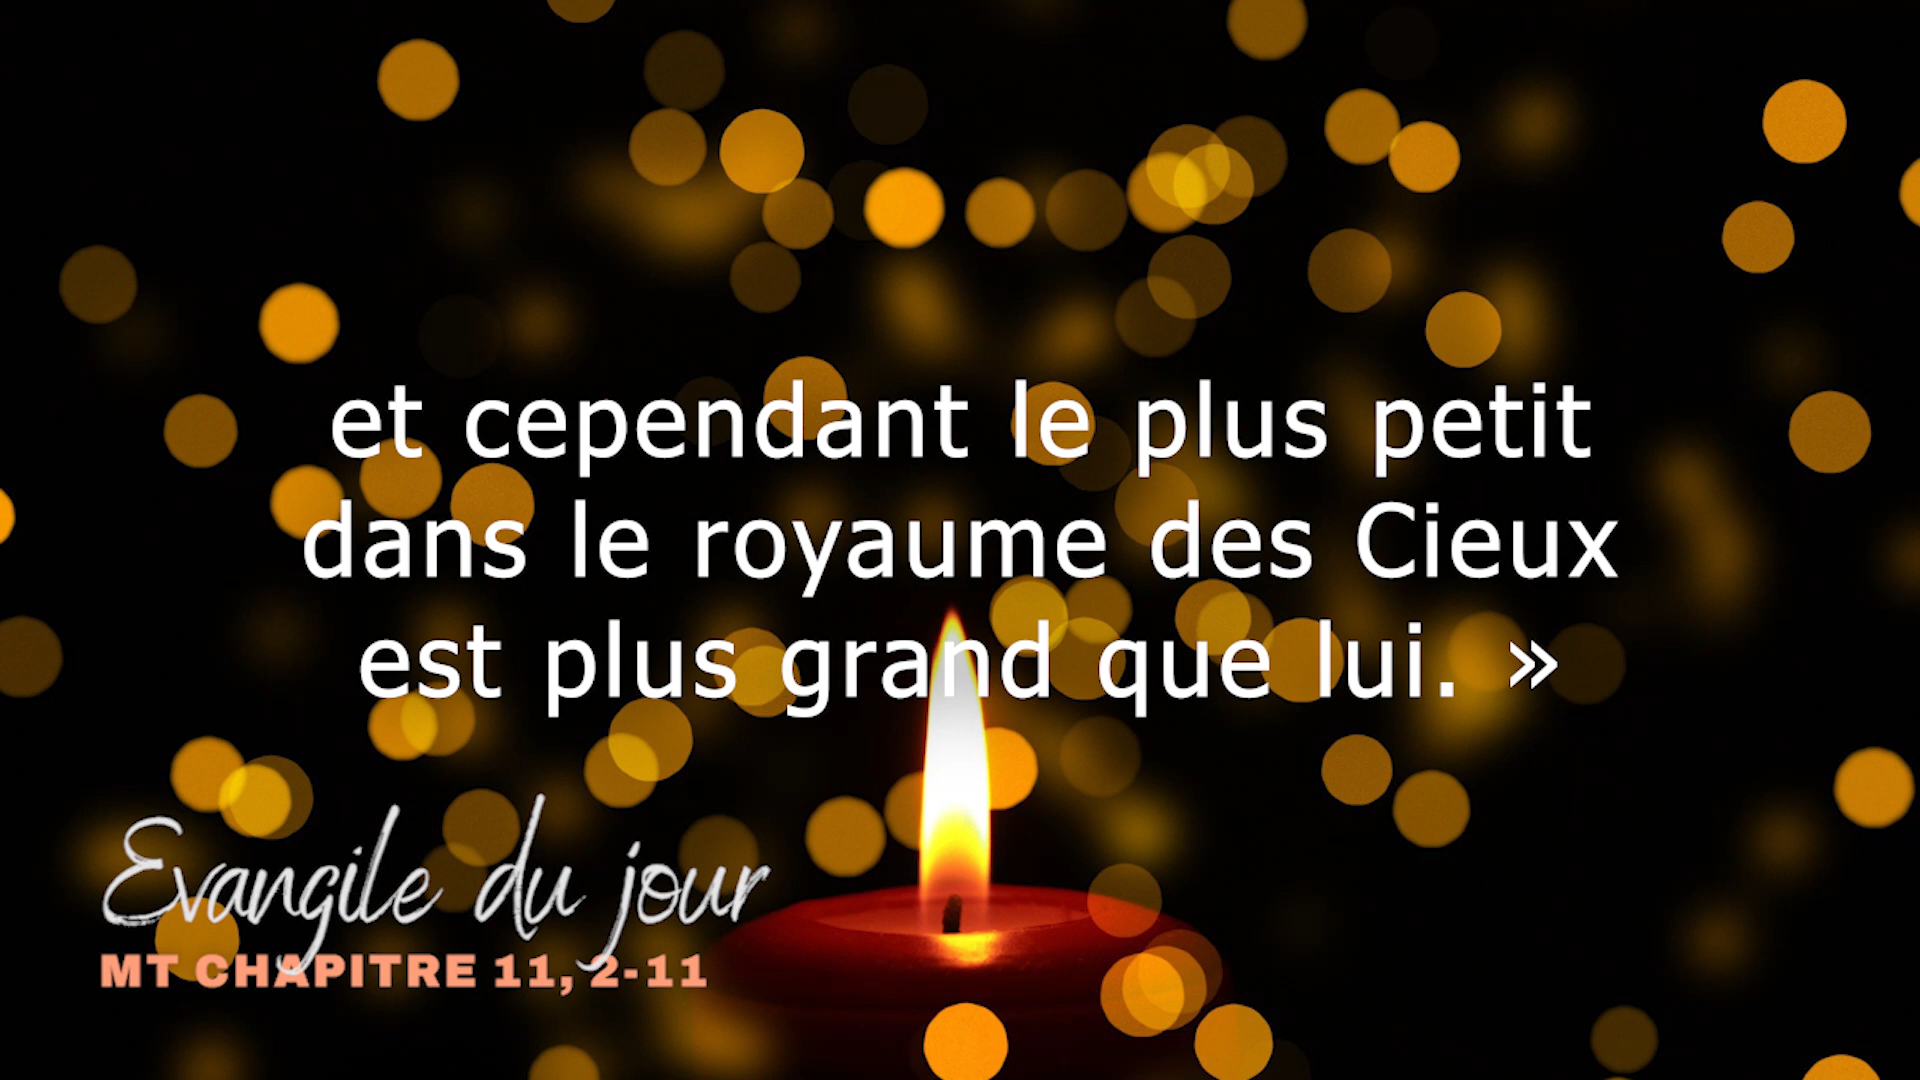 et cependant le plus petit
dans le royaume des Cieux
est plus grand que lui. »
Evangile du jour
MT CHAPITRE 11, 2-11